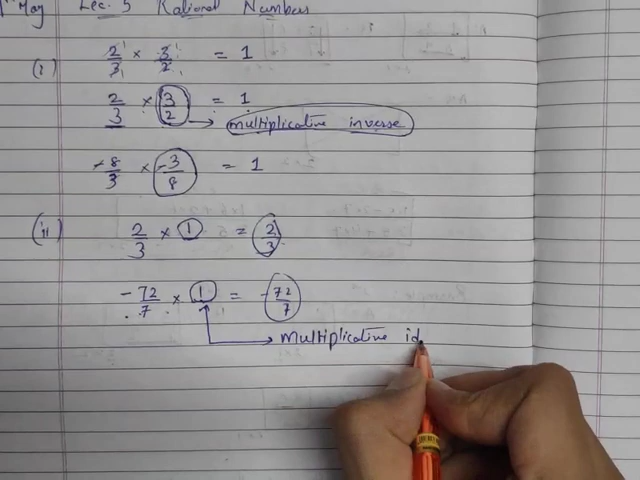 May Lec. 5 Rational Numbers
(i) 2/3 × 3/2 = 1
2/3 × 3/2 = 1
multiplicative inverse
-8/3 × -3/8 = 1
(ii) 2/3 × 1 = 2/3
-72/7 × 1 = -72/7
multiplicative id